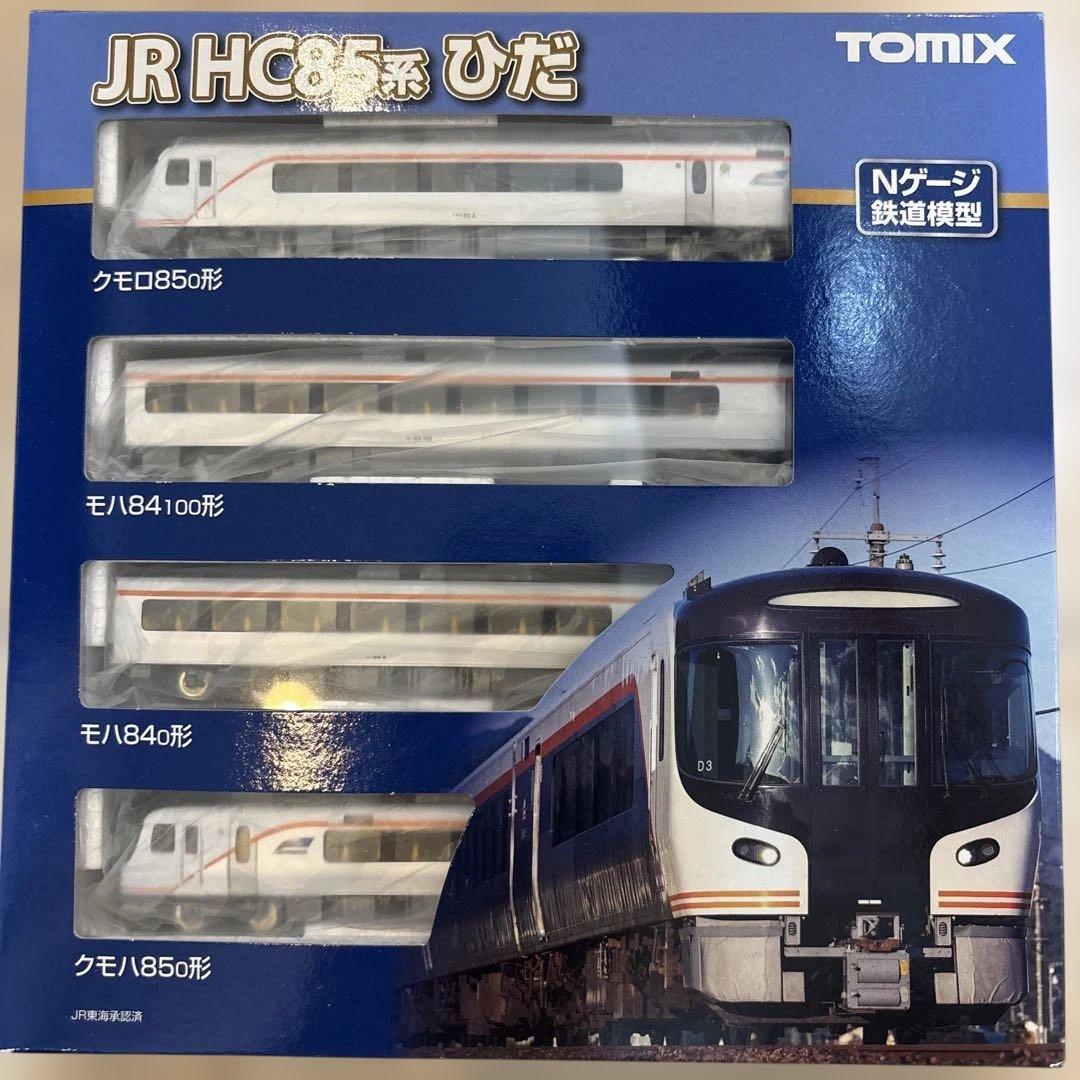 JR HC85系 ひだ
TOMIX
Nゲージ
鉄道模型
クモロ850形
モハ84100形
モハ840形
D3
クモハ850形
JR東海承認済